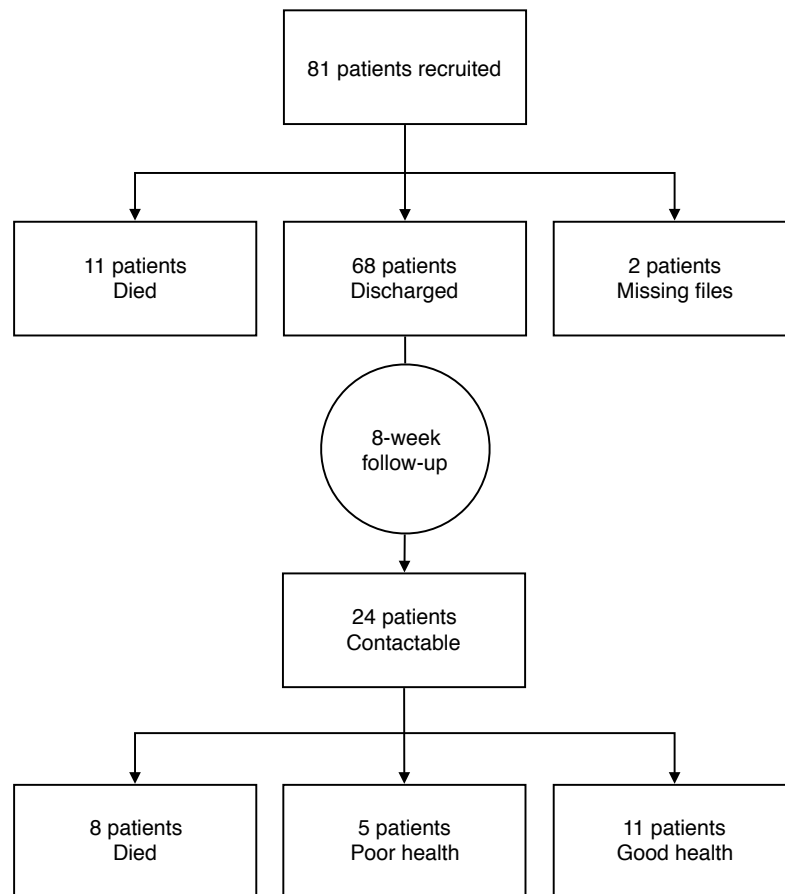 81 patients recruited
11 patients
Died
68 patients
Discharged
2 patients
Missing files
8-week
follow-up
24 patients
Contactable
8 patients
Died
5 patients
Poor health
11 patients
Good health